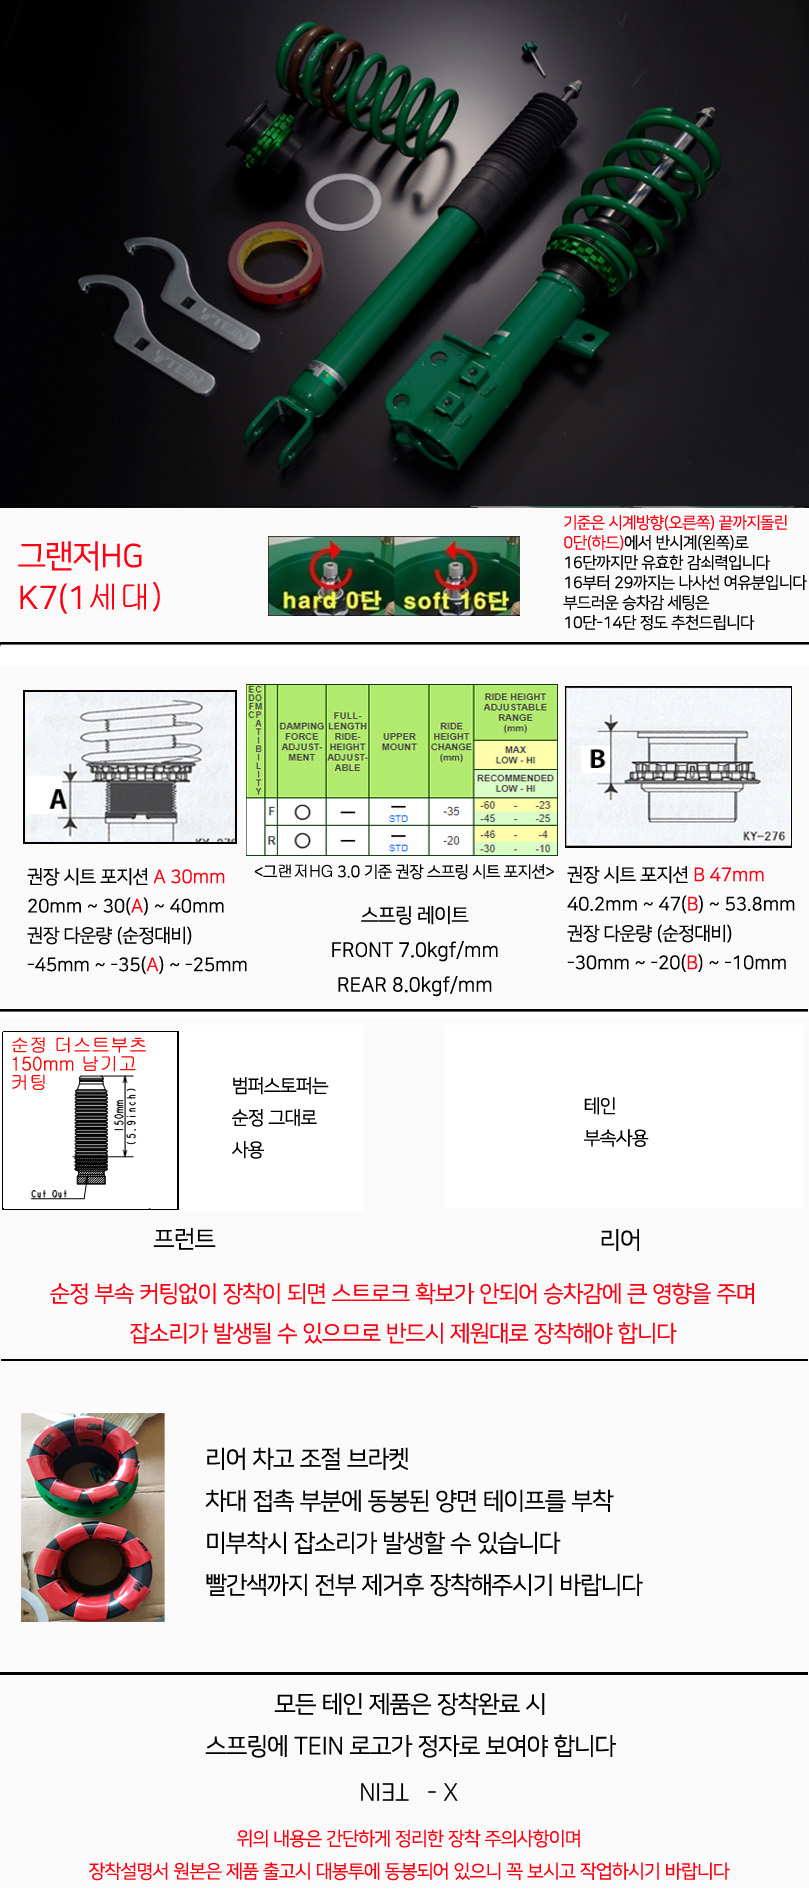 TEIN
TEIN
그랜저HG
K7(1세대)
hard 0단
soft 16단
기준은 시계방향(오른쪽) 끝까지돌린
0단(하드)에서 반시계(왼쪽)로
16단까지만 유효한 감쇠력입니다
16부터 29까지는 나사선 여유분입니다
부드러운 승차감 세팅은
10단-14단 정도 추천드립니다
A
권장 시트 포지션 A 30mm
20mm ~ 30(A) ~ 40mm
권장 다운량 (순정대비)
-45mm ~ -35(A) ~ -25mm
EDFC COMPATIBILITY
DAMPING FORCE ADJUST-MENT
FULL-LENGTH RIDE-HEIGHT ADJUST-ABLE
UPPER MOUNT
RIDE HEIGHT CHANGE (mm)
RIDE HEIGHT ADJUSTABLE RANGE (mm)
MAX LOW - HI
RECOMMENDED LOW - HI
F ○ — — STD -35 -60 - -23
-45 - -25
R ○ — — STD -20 -46 - -4
-30 - -10
<그랜저HG 3.0 기준 권장 스프링 시트 포지션>
스프링 레이트
FRONT 7.0kgf/mm
REAR 8.0kgf/mm
B
KY-276
권장 시트 포지션 B 47mm
40.2mm ~ 47(B) ~ 53.8mm
권장 다운량 (순정대비)
-30mm ~ -20(B) ~ -10mm
순정 더스트부츠
150mm 남기고
커팅
150mm
(5.9inch)
Cut Out
범퍼스토퍼는
순정 그대로
사용
프런트
테인
부속사용
리어
순정 부속 커팅없이 장착이 되면 스트로크 확보가 안되어 승차감에 큰 영향을 주며
잡소리가 발생될 수 있으므로 반드시 제원대로 장착해야 합니다
3M
리어 차고 조절 브라켓
차대 접촉 부분에 동봉된 양면 테이프를 부착
미부착시 잡소리가 발생할 수 있습니다
빨간색까지 전부 제거후 장착해주시기 바랍니다
모든 테인 제품은 장착완료 시
스프링에 TEIN 로고가 정자로 보여야 합니다
TEIN - X
위의 내용은 간단하게 정리한 장착 주의사항이며
장착설명서 원본은 제품 출고시 대봉투에 동봉되어 있으니 꼭 보시고 작업하시기 바랍니다